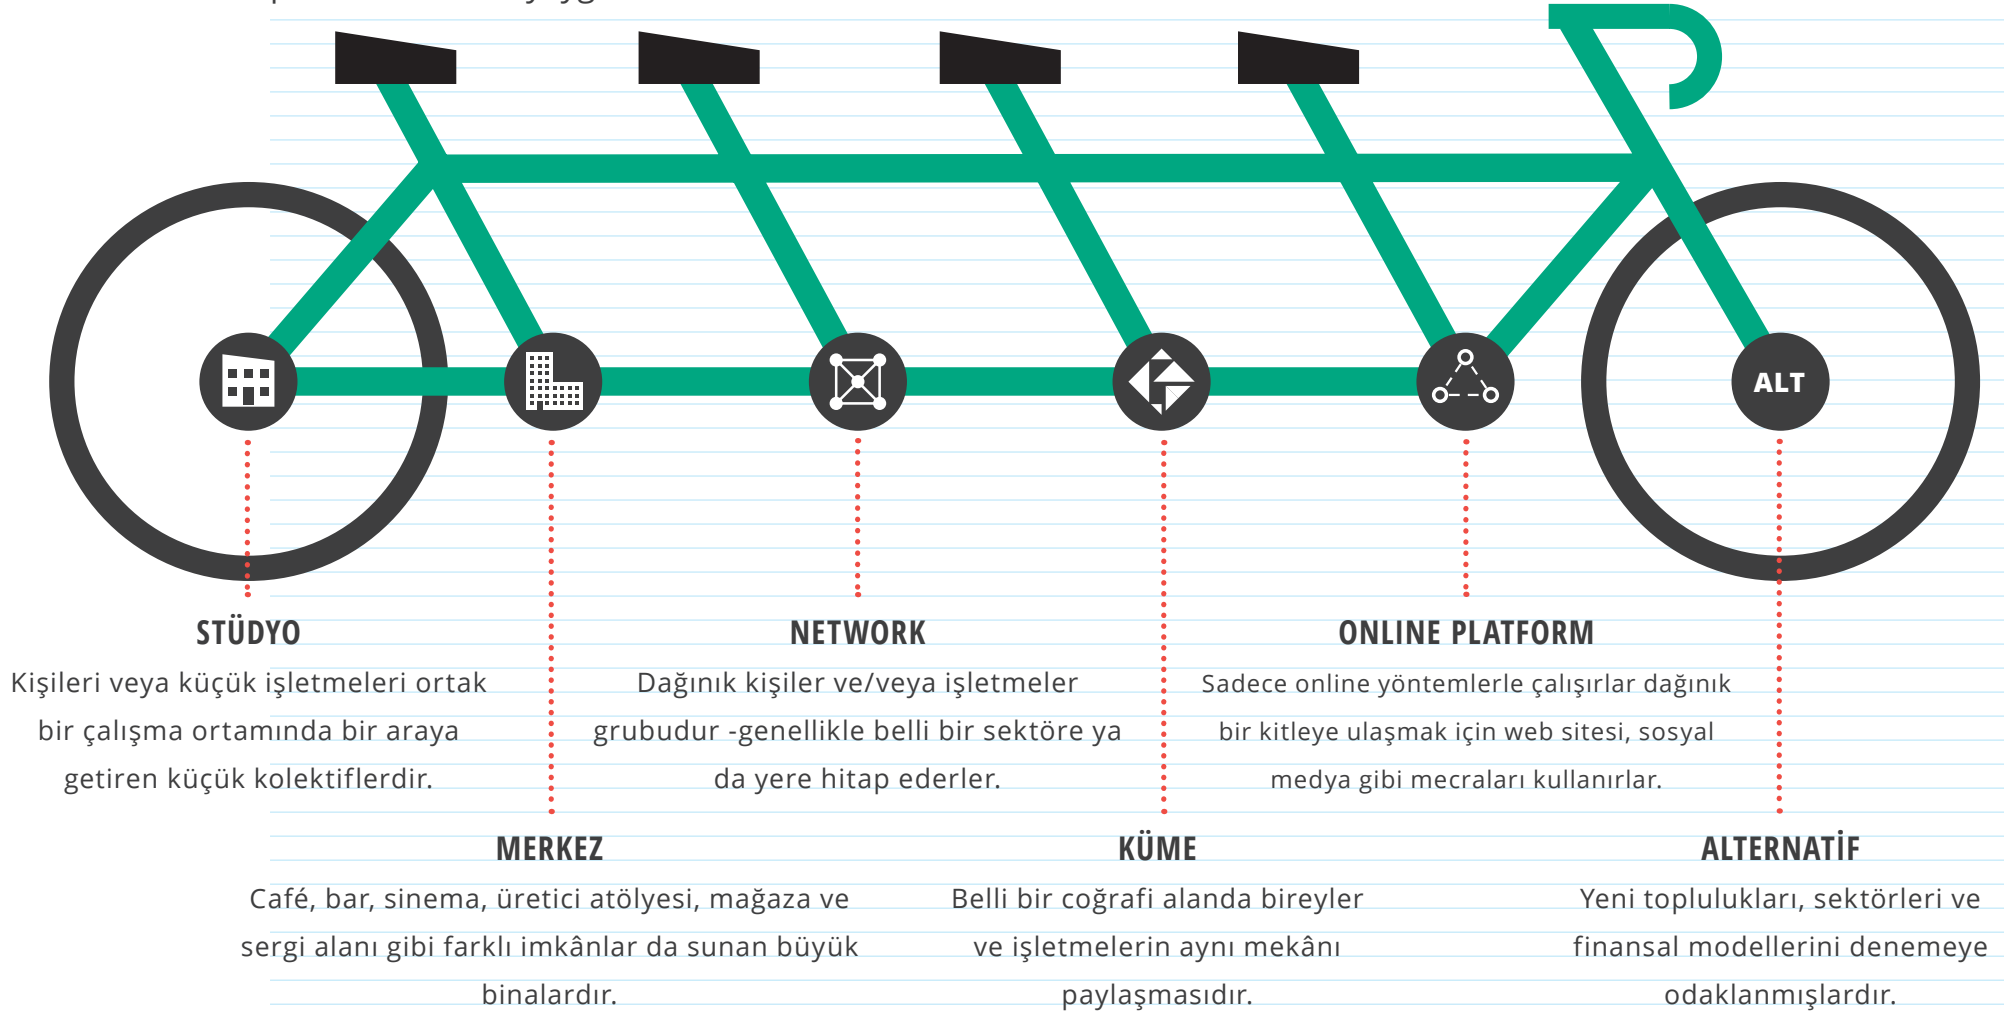 ALT
STÜDYO
Kişileri veya küçük işletmeleri ortak
bir çalışma ortamında bir araya
getiren küçük kolektiflerdir.
NETWORK
Dağınık kişiler ve/veya işletmeler
grubudur -genellikle belli bir sektöre ya
da yere hitap ederler.
ONLINE PLATFORM
Sadece online yöntemlerle çalışırlar dağınık
bir kitleye ulaşmak için web sitesi, sosyal
medya gibi mecraları kullanırlar.
MERKEZ
Café, bar, sinema, üretici atölyesi, mağaza ve
sergi alanı gibi farklı imkânlar da sunan büyük
binalardır.
KÜME
Belli bir coğrafi alanda bireyler
ve işletmelerin aynı mekânı
paylaşmasıdır.
ALTERNATİF
Yeni toplulukları, sektörleri ve
finansal modellerini denemeye
odaklanmışlardır.